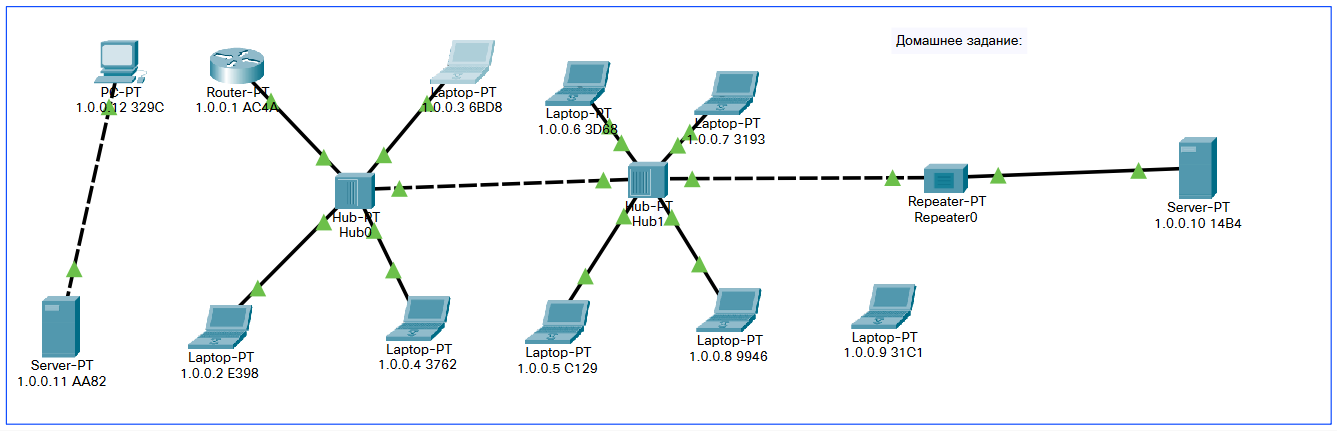 Домашнее задание:
PC-PT
1.0.0.12 329C
Router-PT
1.0.0.1 AC4A
Laptop-PT
1.0.0.3 6BD8
Laptop-PT
1.0.0.6 3D68
Laptop-PT
1.0.0.7 3193
Hub-PT
Hub0
Hub-PT
Hub1
Repeater-PT
Repeater0
Server-PT
1.0.0.10 14B4
Server-PT
1.0.0.11 AA82
Laptop-PT
1.0.0.2 E398
Laptop-PT
1.0.0.4 3762
Laptop-PT
1.0.0.5 C129
Laptop-PT
1.0.0.8 9946
Laptop-PT
1.0.0.9 31C1